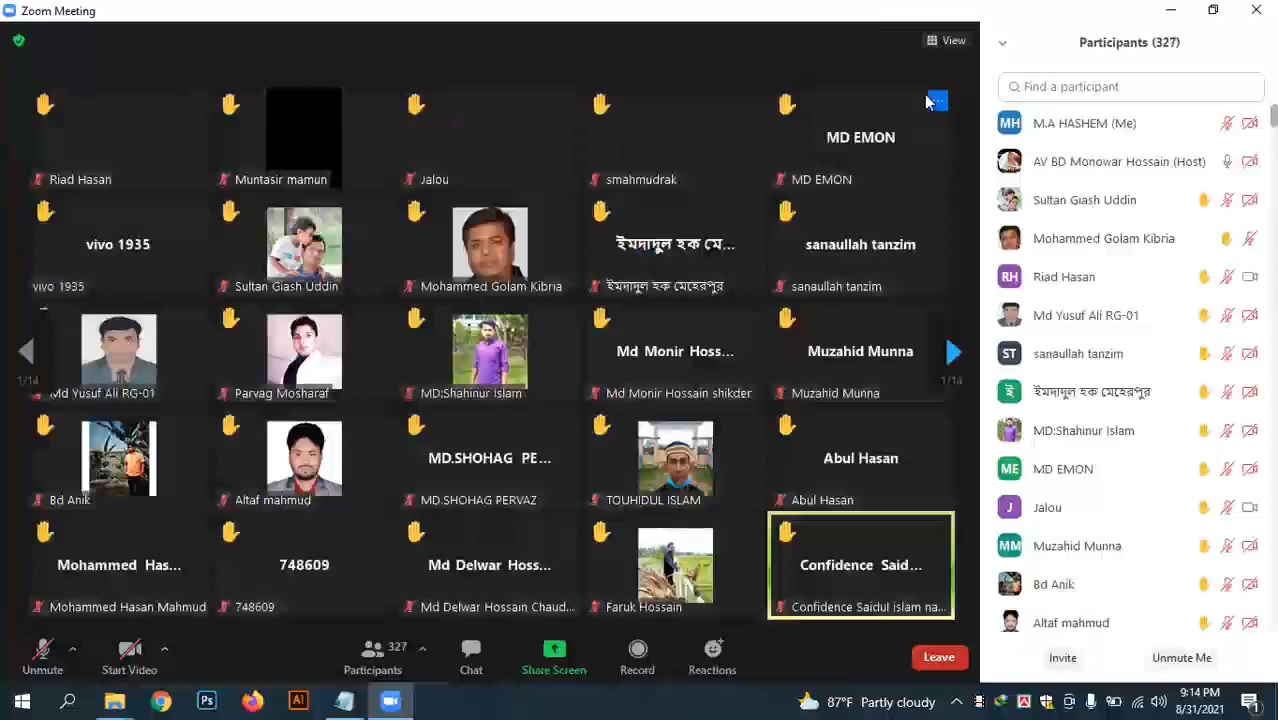 Zoom Meeting
View
Participants (327)
Find a participant
MD EMON
Riad Hasan
Muntasir mamun
Jalou
smahmudrak
MD EMON
vivo 1935
ইমদাদুল হক মে...
sanaullah tanzim
vivo 1935
Sultan Giash Uddin
Mohammed Golam Kibria
ইমদাদুল হক মেহেরপুর
sanaullah tanzim
Md Monir Hoss...
Muzahid Munna
1/14
1/14
Md Yusuf Ali RG-01
Parvag Mosharaf
MD:Shahinur Islam
Md Monir Hossain shikder
Muzahid Munna
MD.SHOHAG PE...
Abul Hasan
Bd Anik
Altaf mahmud
MD.SHOHAG PERVAZ
TOUHIDUL ISLAM
Abul Hasan
Mohammed Has...
748609
Md Delwar Hoss...
Confidence Said...
Mohammed Hasan Mahmud
748609
Md Delwar Hossain Chaud...
Faruk Hossain
Confidence Saidul islam na...
MH M.A HASHEM (Me)
AV BD Monowar Hossain (Host)
Sultan Giash Uddin
Mohammed Golam Kibria
RH Riad Hasan
Md Yusuf Ali RG-01
ST sanaullah tanzim
ই ইমদাদুল হক মেহেরপুর
MD:Shahinur Islam
ME MD EMON
J Jalou
MM Muzahid Munna
Bd Anik
Altaf mahmud
Unmute
Start Video
327
Participants
Chat
Share Screen
Record
Reactions
Leave
Invite
Unmute Me
Ps
Ai
87°F Partly cloudy
9:14 PM
8/31/2021
1